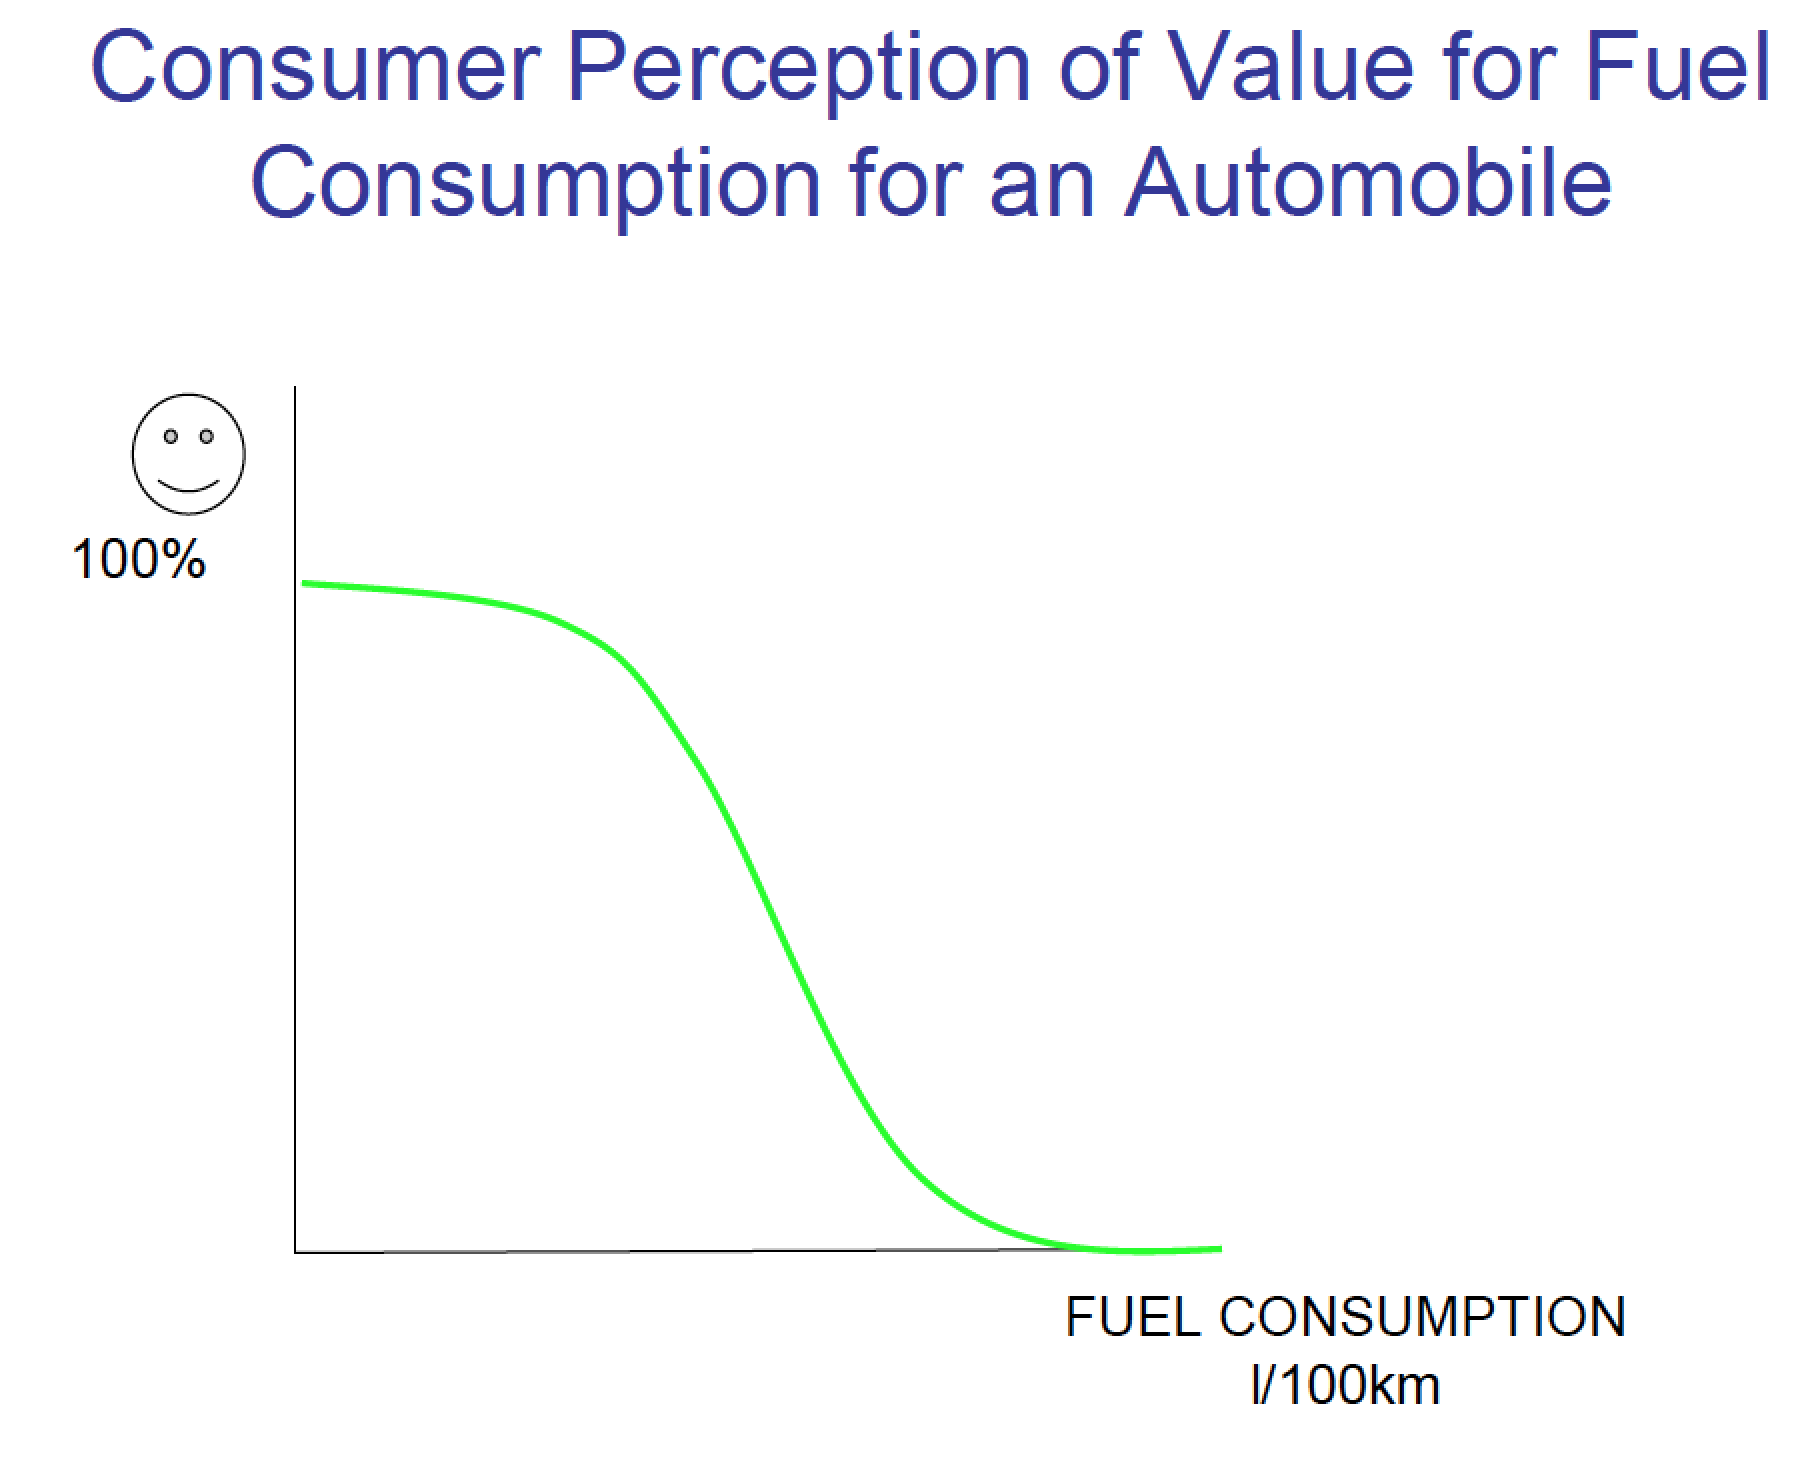 Consumer Perception of Value for Fuel
Consumption for an Automobile
100%
FUEL CONSUMPTION
l/100km